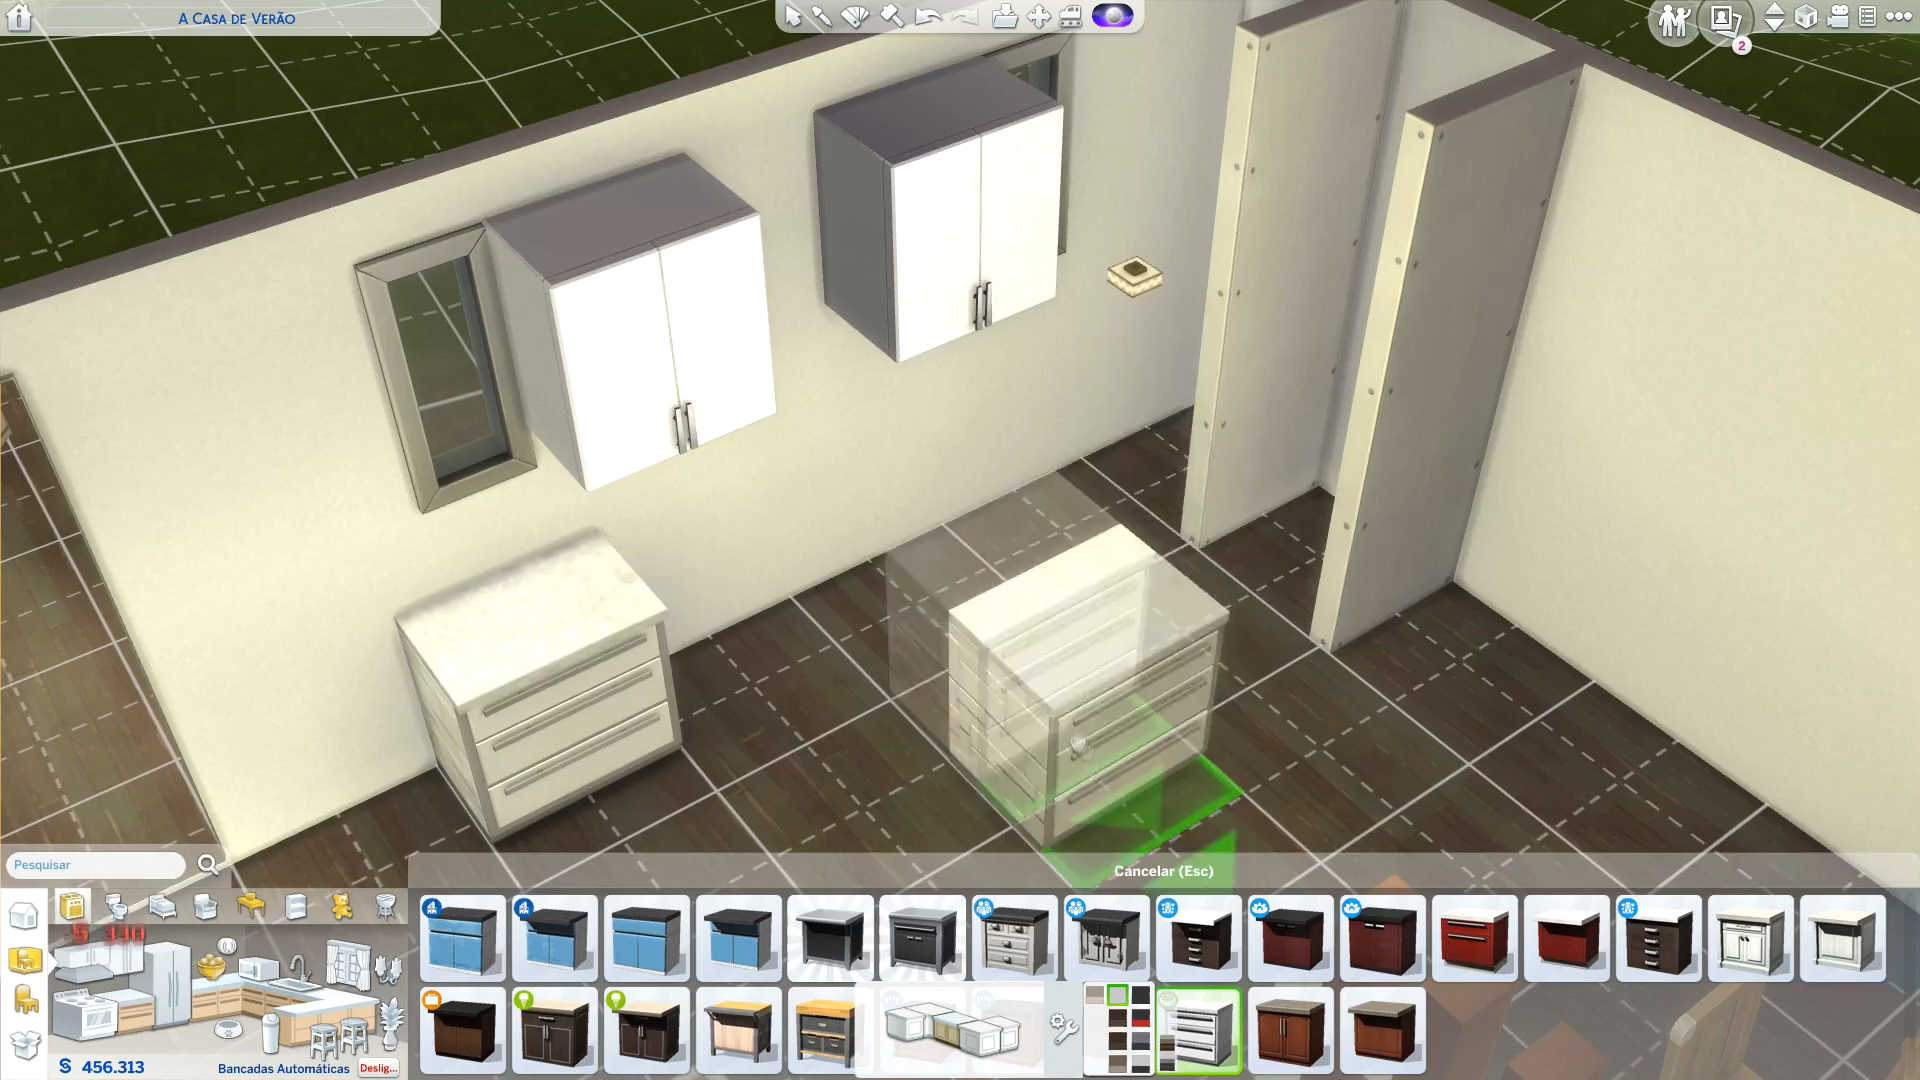 A Casa de Verão
2
Pesquisar
Cancelar (Esc)
456.313
Bancadas Automáticas
Deslig...